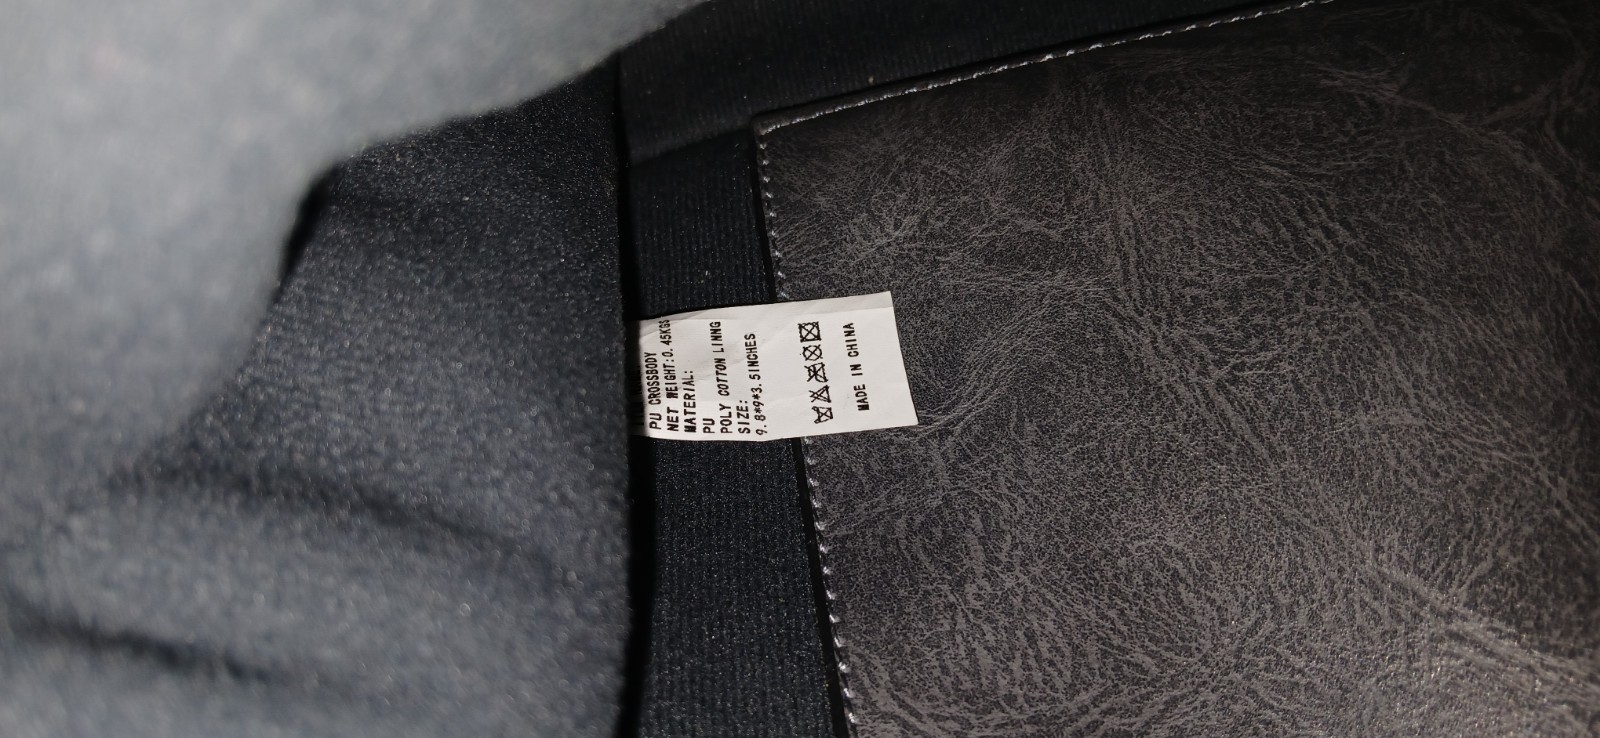 PU CROSSBODY
NET WEIGHT:0.45KGS
MATERIAL:
PU
POLY COTTON LINNG
SIZE:
9.8*9*3.5INCHES
MADE IN CHINA